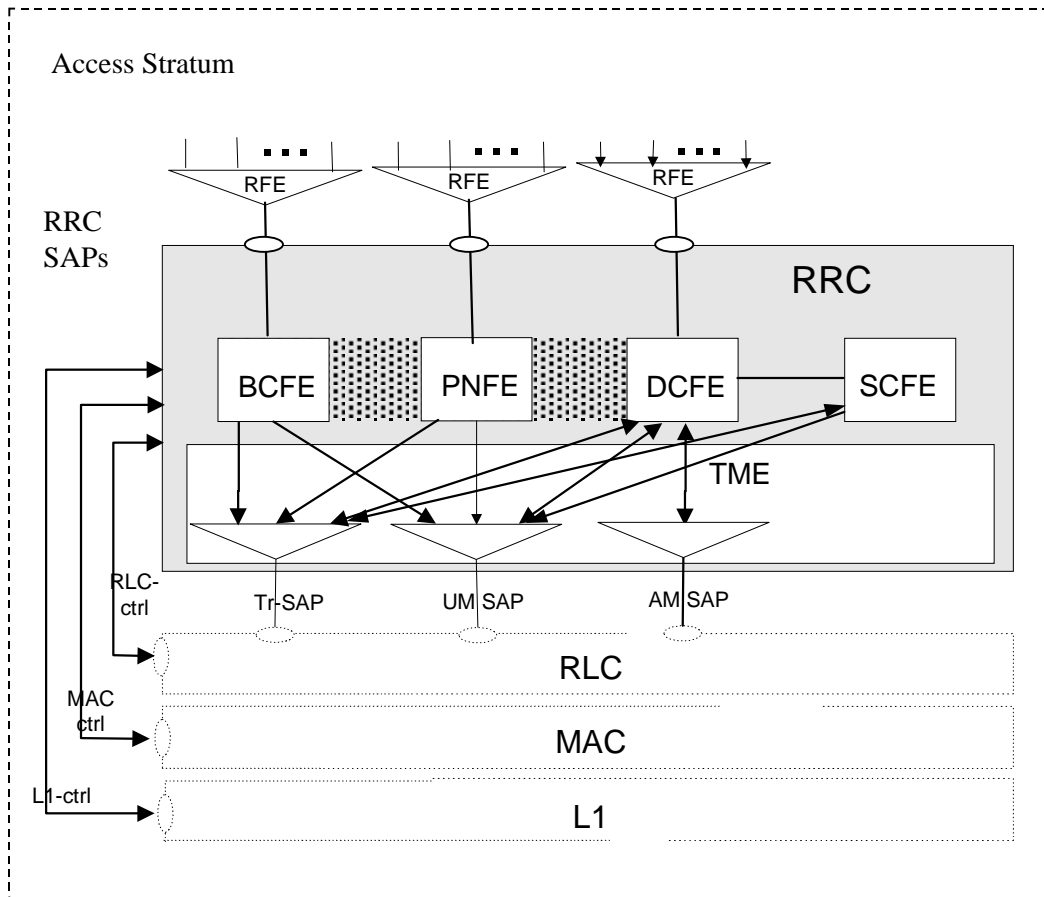 Access Stratum
RFE
RFE
RFE
RRC
SAPs
RRC
BCFE
PNFE
DCFE
SCFE
TME
RLC-
ctrl
Tr-SAP
UM SAP
AM SAP
RLC
MAC
ctrl
MAC
L1-ctrl
L1